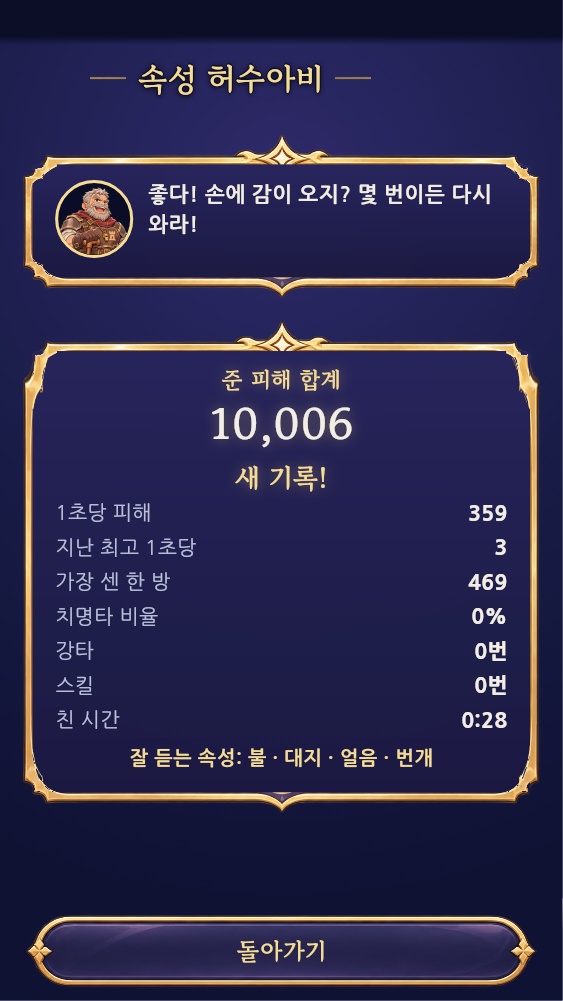 속성 허수아비
좋다! 손에 감이 오지? 몇 번이든 다시
와라!
준 피해 합계
10,006
새 기록!
1초당 피해 359
지난 최고 1초당 3
가장 센 한 방 469
치명타 비율 0%
강타 0번
스킬 0번
친 시간 0:28
잘 듣는 속성: 불 · 대지 · 얼음 · 번개
돌아가기